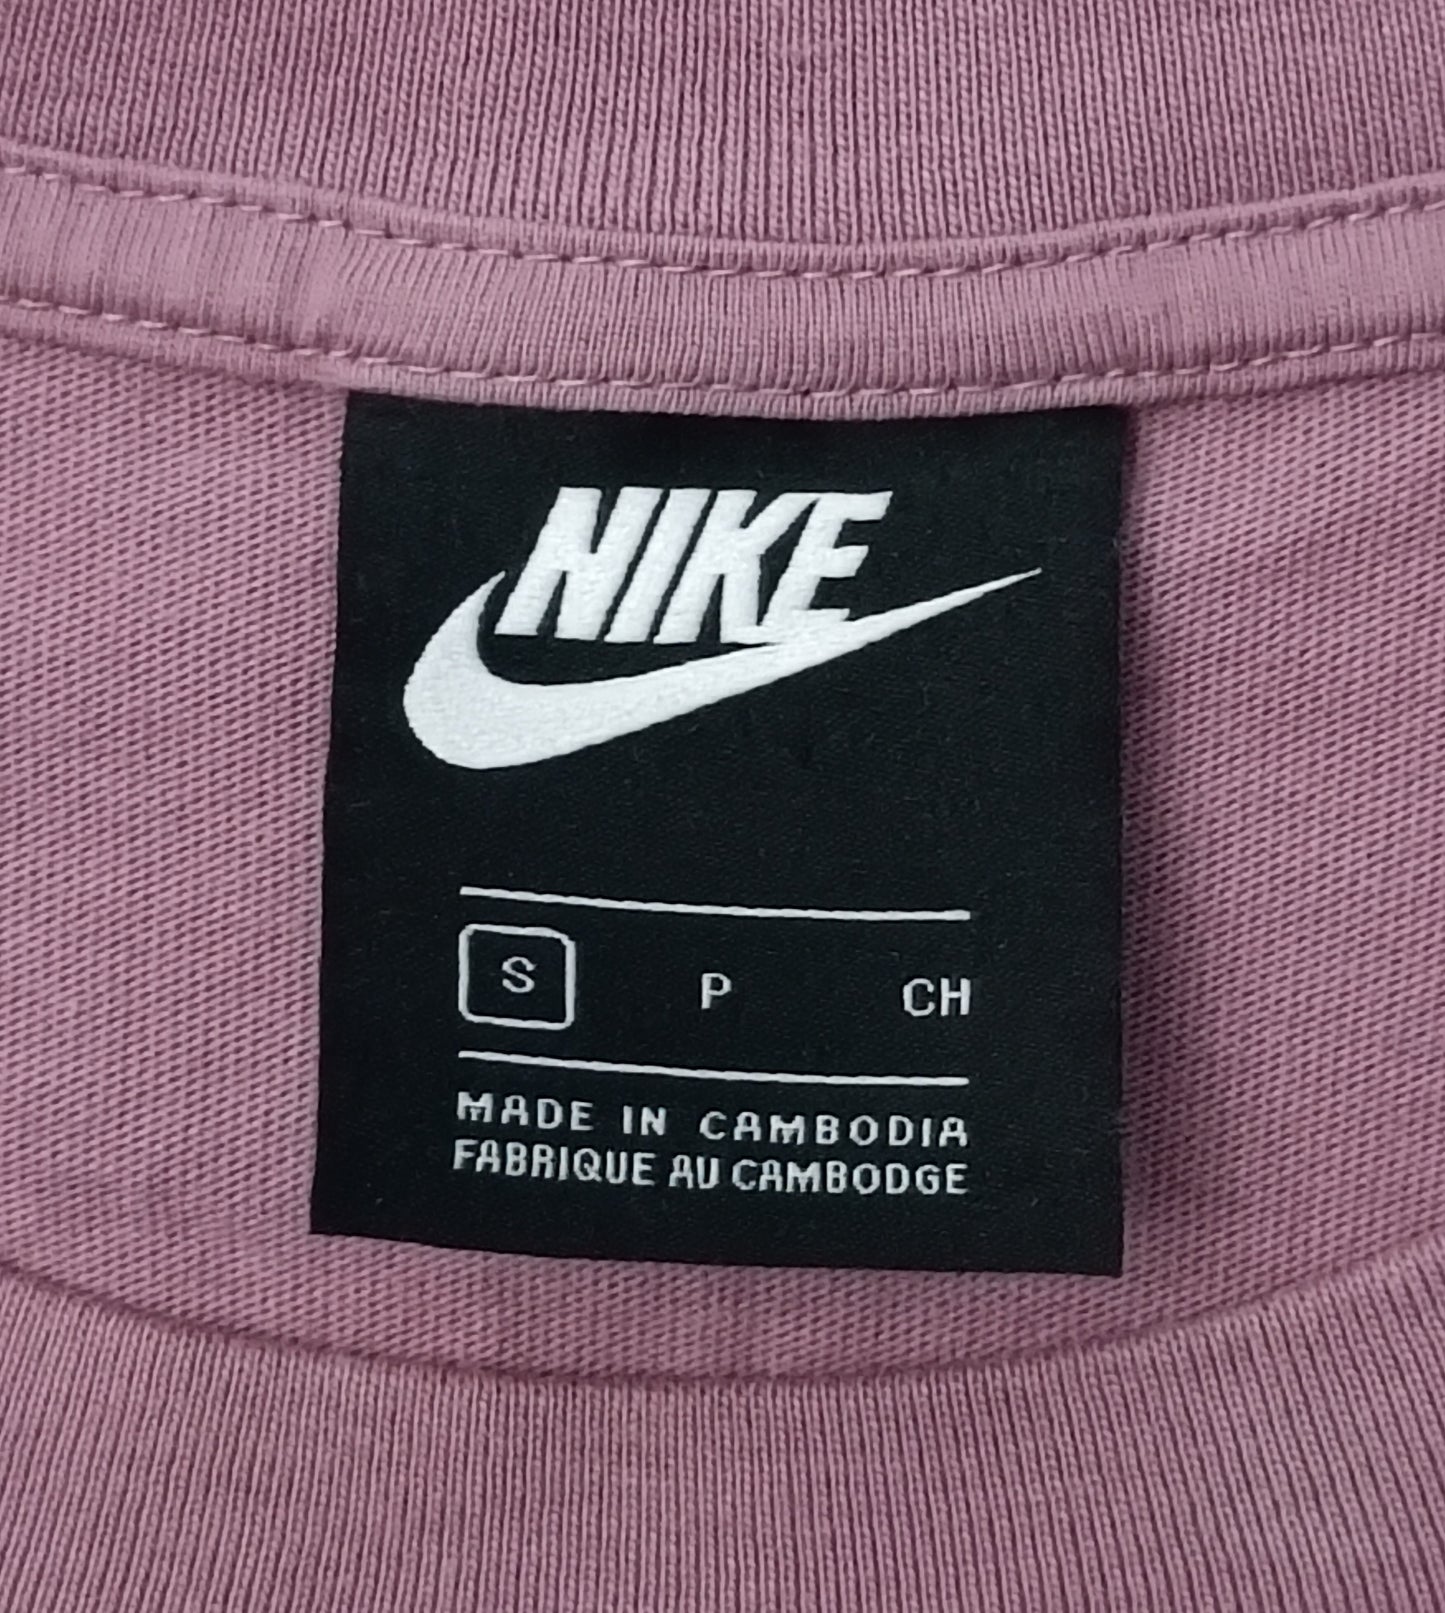 NIKE
S P CH
MADE IN CAMBODIA
FABRIQUE AU CAMBODGE